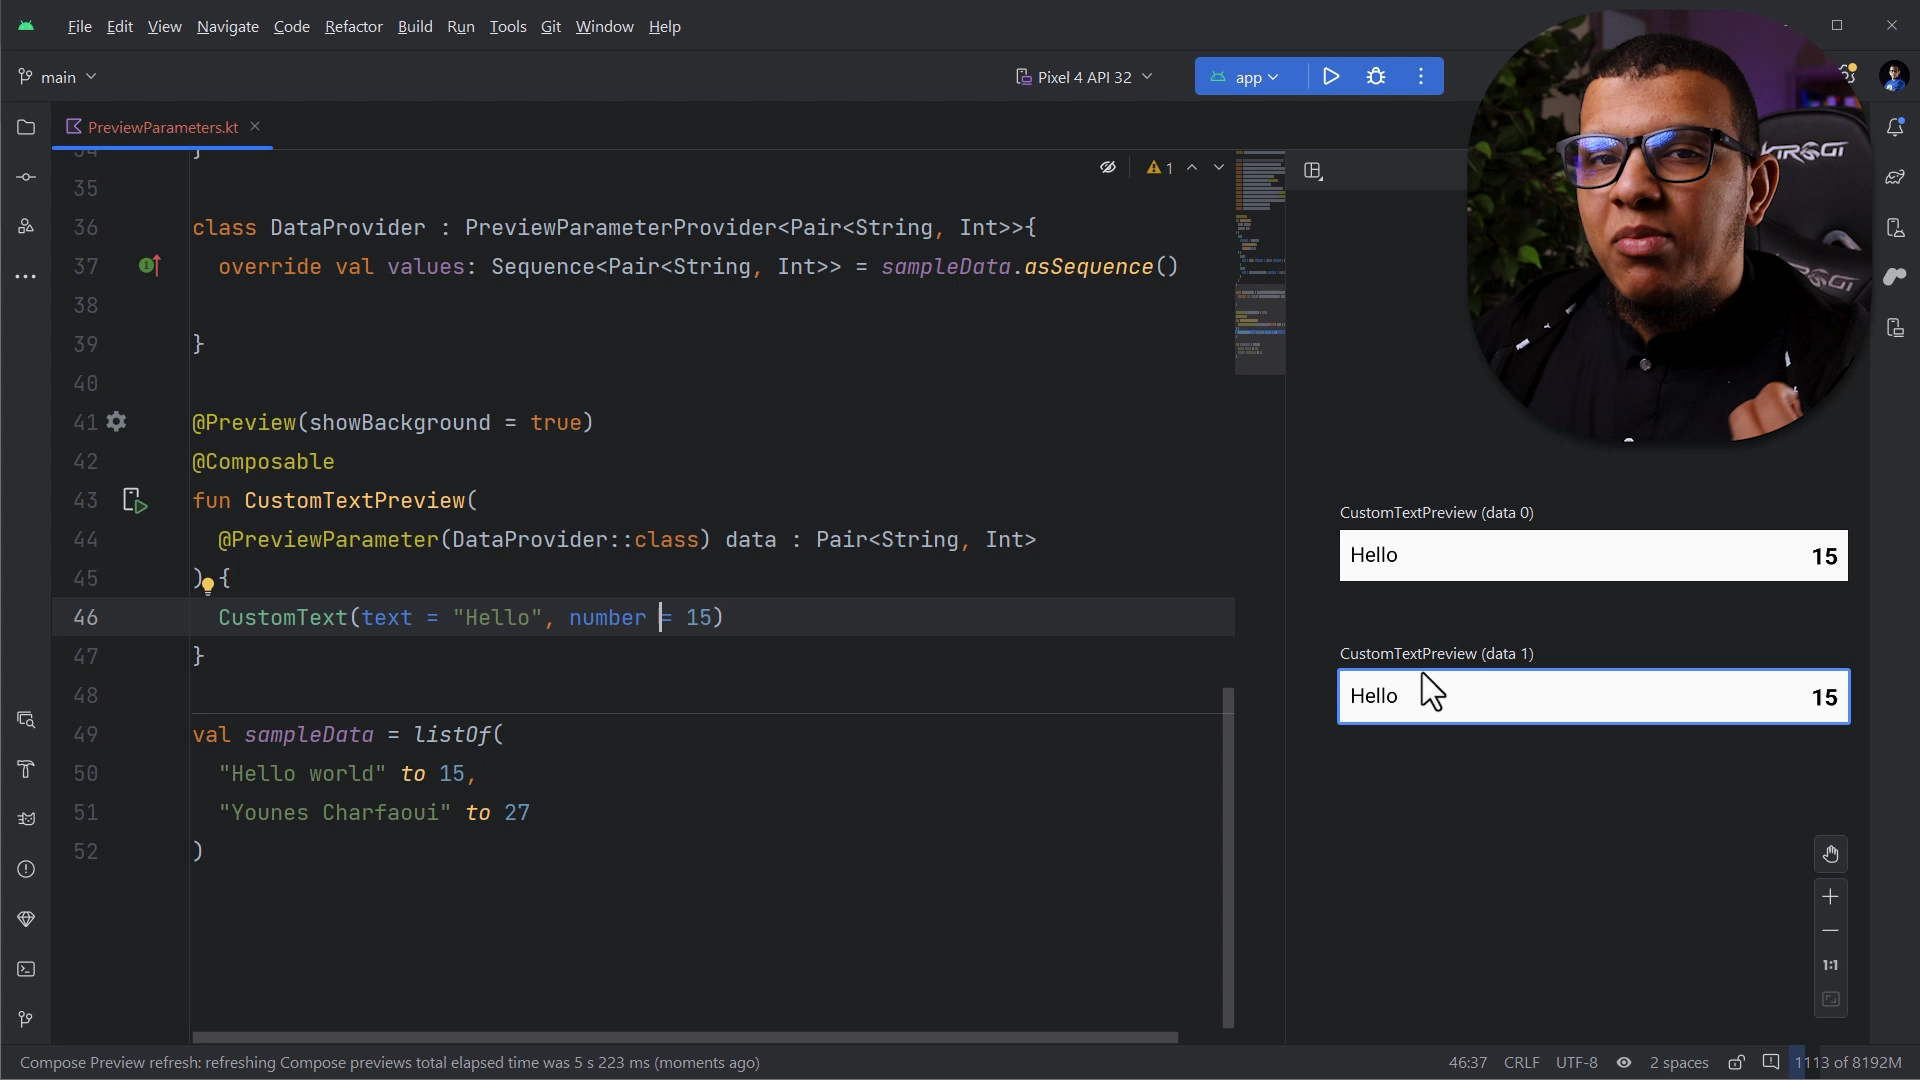 File Edit View Navigate Code Refactor Build Run Tools Git Window Help
main
Pixel 4 API 32
app
PreviewParameters.kt
1
34 }
35
36 class DataProvider : PreviewParameterProvider<Pair<String, Int>>{
37 override val values: Sequence<Pair<String, Int>> = sampleData.asSequence()
38
39 }
40
41 @Preview(showBackground = true)
42 @Composable
43 fun CustomTextPreview(
44 @PreviewParameter(DataProvider::class) data : Pair<String, Int>
45 ) {
46 CustomText(text = "Hello", number = 15)
47 }
48
49 val sampleData = listOf(
50 "Hello world" to 15,
51 "Younes Charfaoui" to 27
52 )
CustomTextPreview (data 0)
Hello 15
CustomTextPreview (data 1)
Hello 15
1:1
Compose Preview refresh: refreshing Compose previews total elapsed time was 5 s 223 ms (moments ago)
46:37 CRLF UTF-8 2 spaces 1113 of 8192M